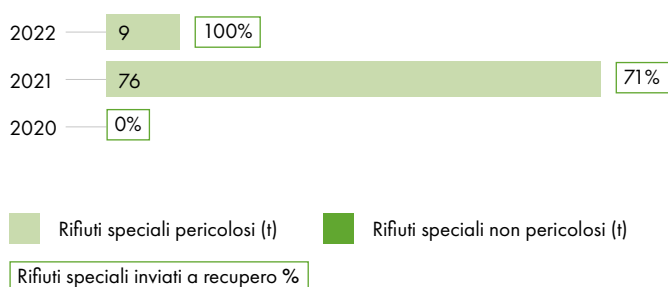 2022 9 100%
2021 76 71%
2020 0%
Rifiuti speciali pericolosi (t) Rifiuti speciali non pericolosi (t)
Rifiuti speciali inviati a recupero %